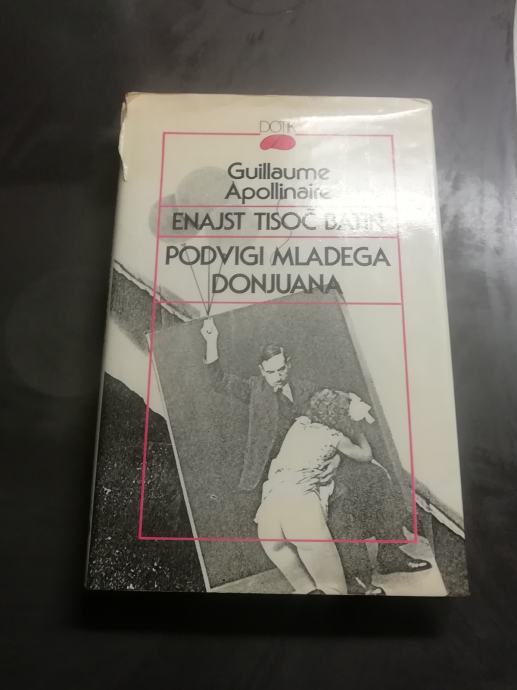 DOTIK
Guillaume
Apollinaire
ENAJST TISOČ BATIN
PODVIGI MLADEGA
DONJUANA